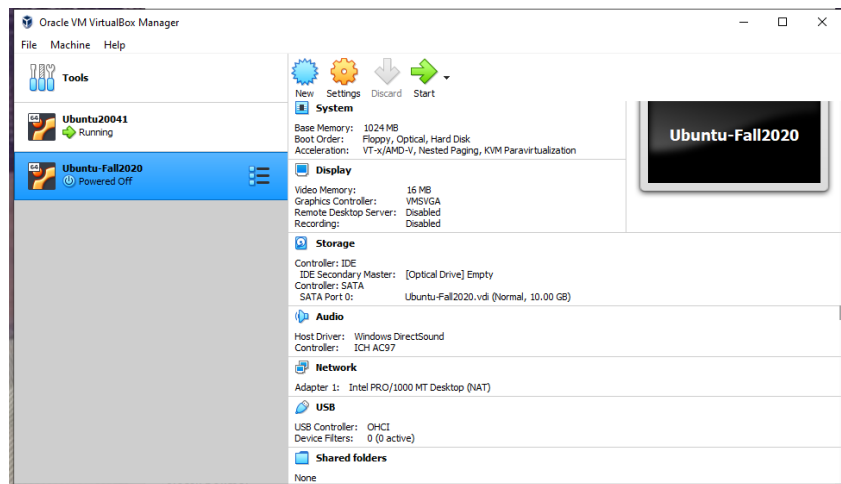 Oracle VM VirtualBox Manager
File Machine Help
Tools
New Settings Discard Start
64
Ubuntu20041
Running
64
Ubuntu-Fall2020
Powered Off
System
Base Memory: 1024 MB
Boot Order: Floppy, Optical, Hard Disk
Acceleration: VT-x/AMD-V, Nested Paging, KVM Paravirtualization
Ubuntu-Fall2020
Display
Video Memory: 16 MB
Graphics Controller: VMSVGA
Remote Desktop Server: Disabled
Recording: Disabled
Storage
Controller: IDE
IDE Secondary Master: [Optical Drive] Empty
Controller: SATA
SATA Port 0: Ubuntu-Fall2020.vdi (Normal, 10.00 GB)
Audio
Host Driver: Windows DirectSound
Controller: ICH AC97
Network
Adapter 1: Intel PRO/1000 MT Desktop (NAT)
USB
USB Controller: OHCI
Device Filters: 0 (0 active)
Shared folders
None